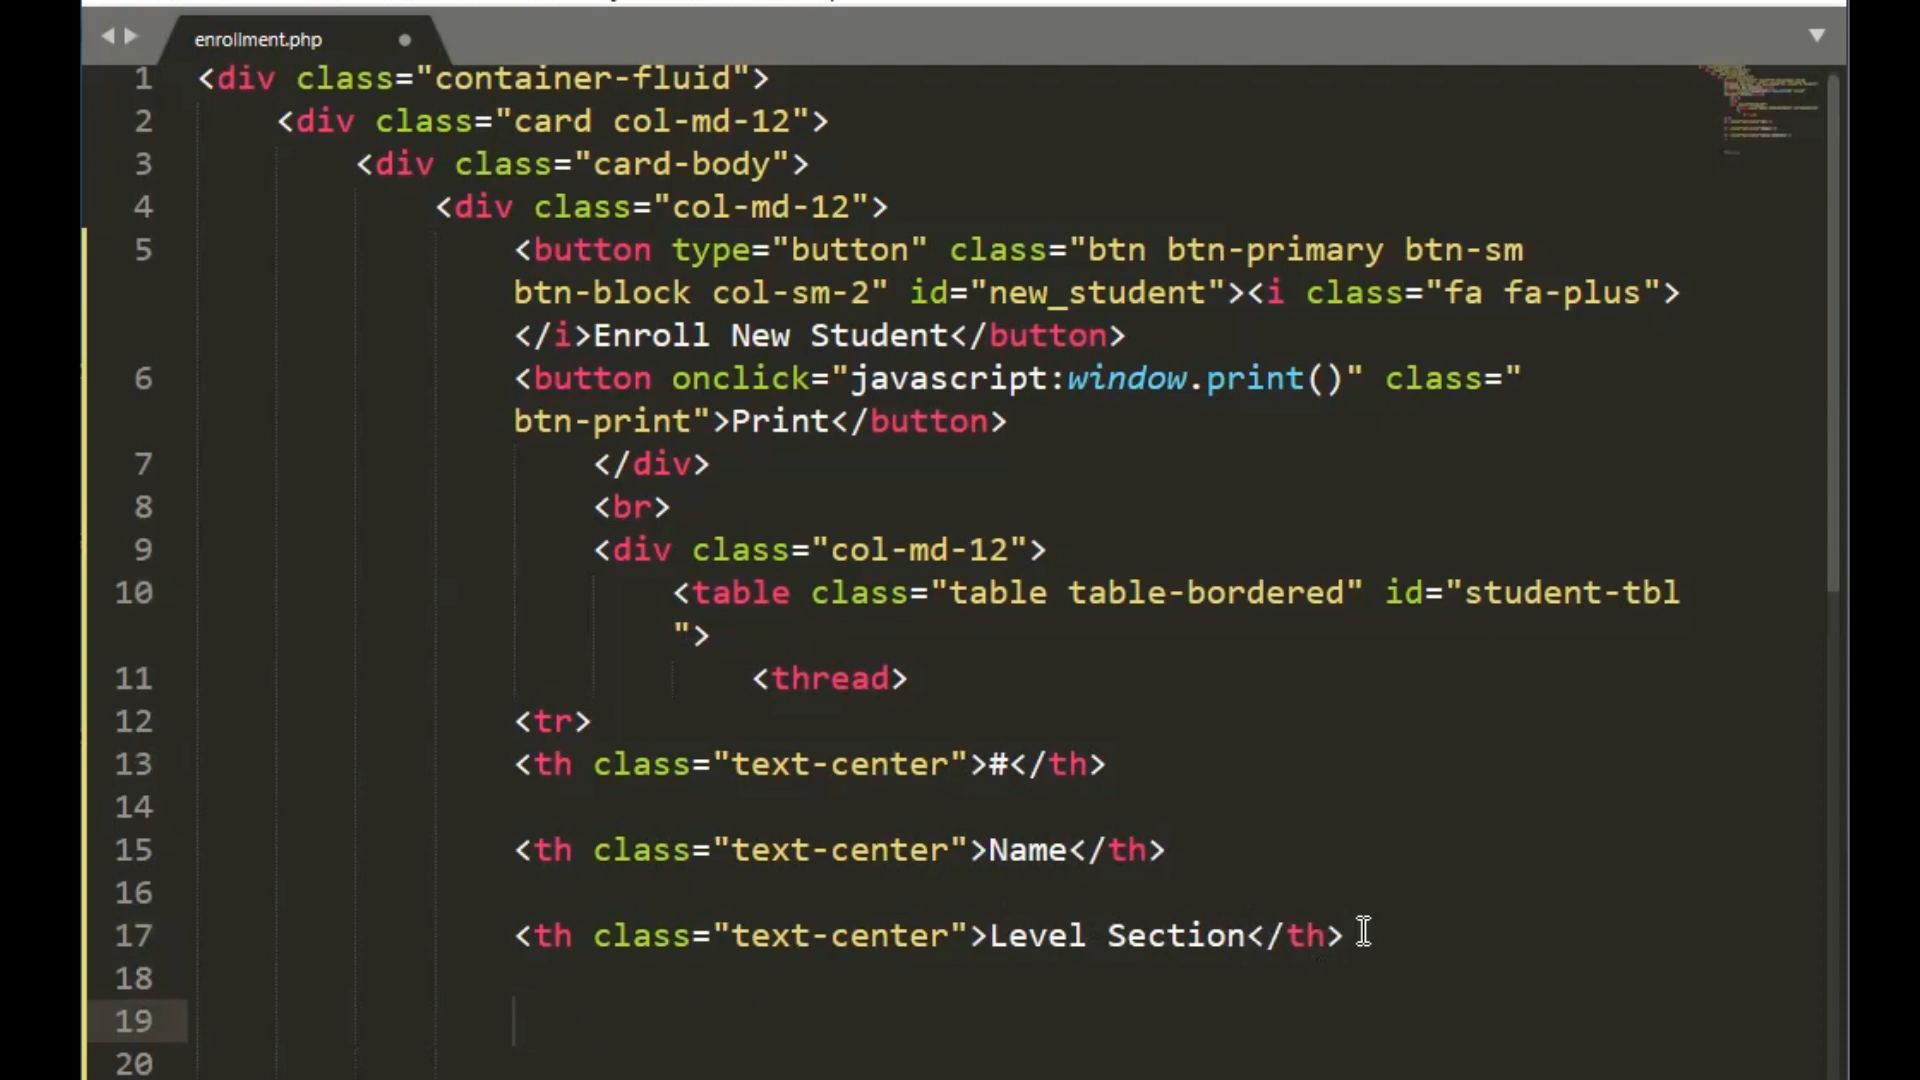 enrollment.php
1 <div class="container-fluid">
2 <div class="card col-md-12">
3 <div class="card-body">
4 <div class="col-md-12">
5 <button type="button" class="btn btn-primary btn-sm
btn-block col-sm-2" id="new_student"><i class="fa fa-plus">
</i>Enroll New Student</button>
6 <button onclick="javascript:window.print()" class="
btn-print">Print</button>
7 </div>
8 <br>
9 <div class="col-md-12">
10 <table class="table table-bordered" id="student-tbl
">
11 <thread>
12 <tr>
13 <th class="text-center">#</th>
14
15 <th class="text-center">Name</th>
16
17 <th class="text-center">Level Section</th>
18
19
20